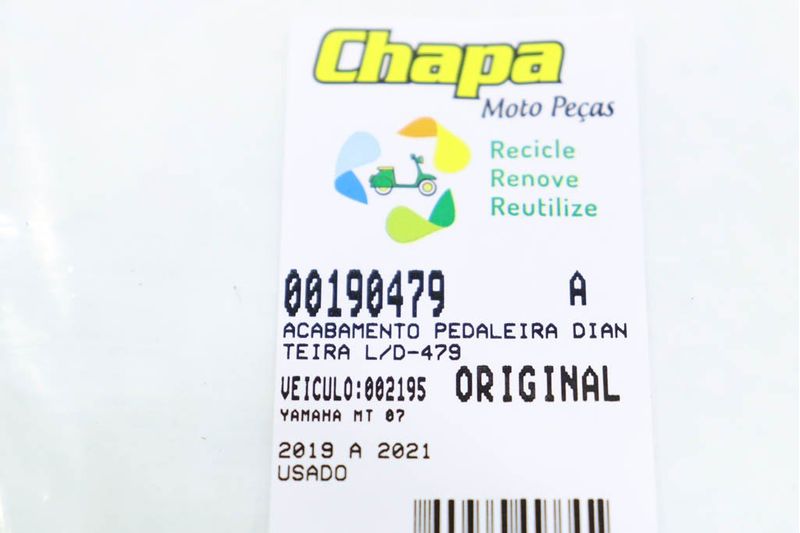 Chapa
Moto Peças
Recicle
Renove
Reutilize
00190479 A
ACABAMENTO PEDALEIRA DIAN
TEIRA L/D-479
VEICULO:002195 ORIGINAL
YAMAHA MT 07
2019 A 2021
USADO